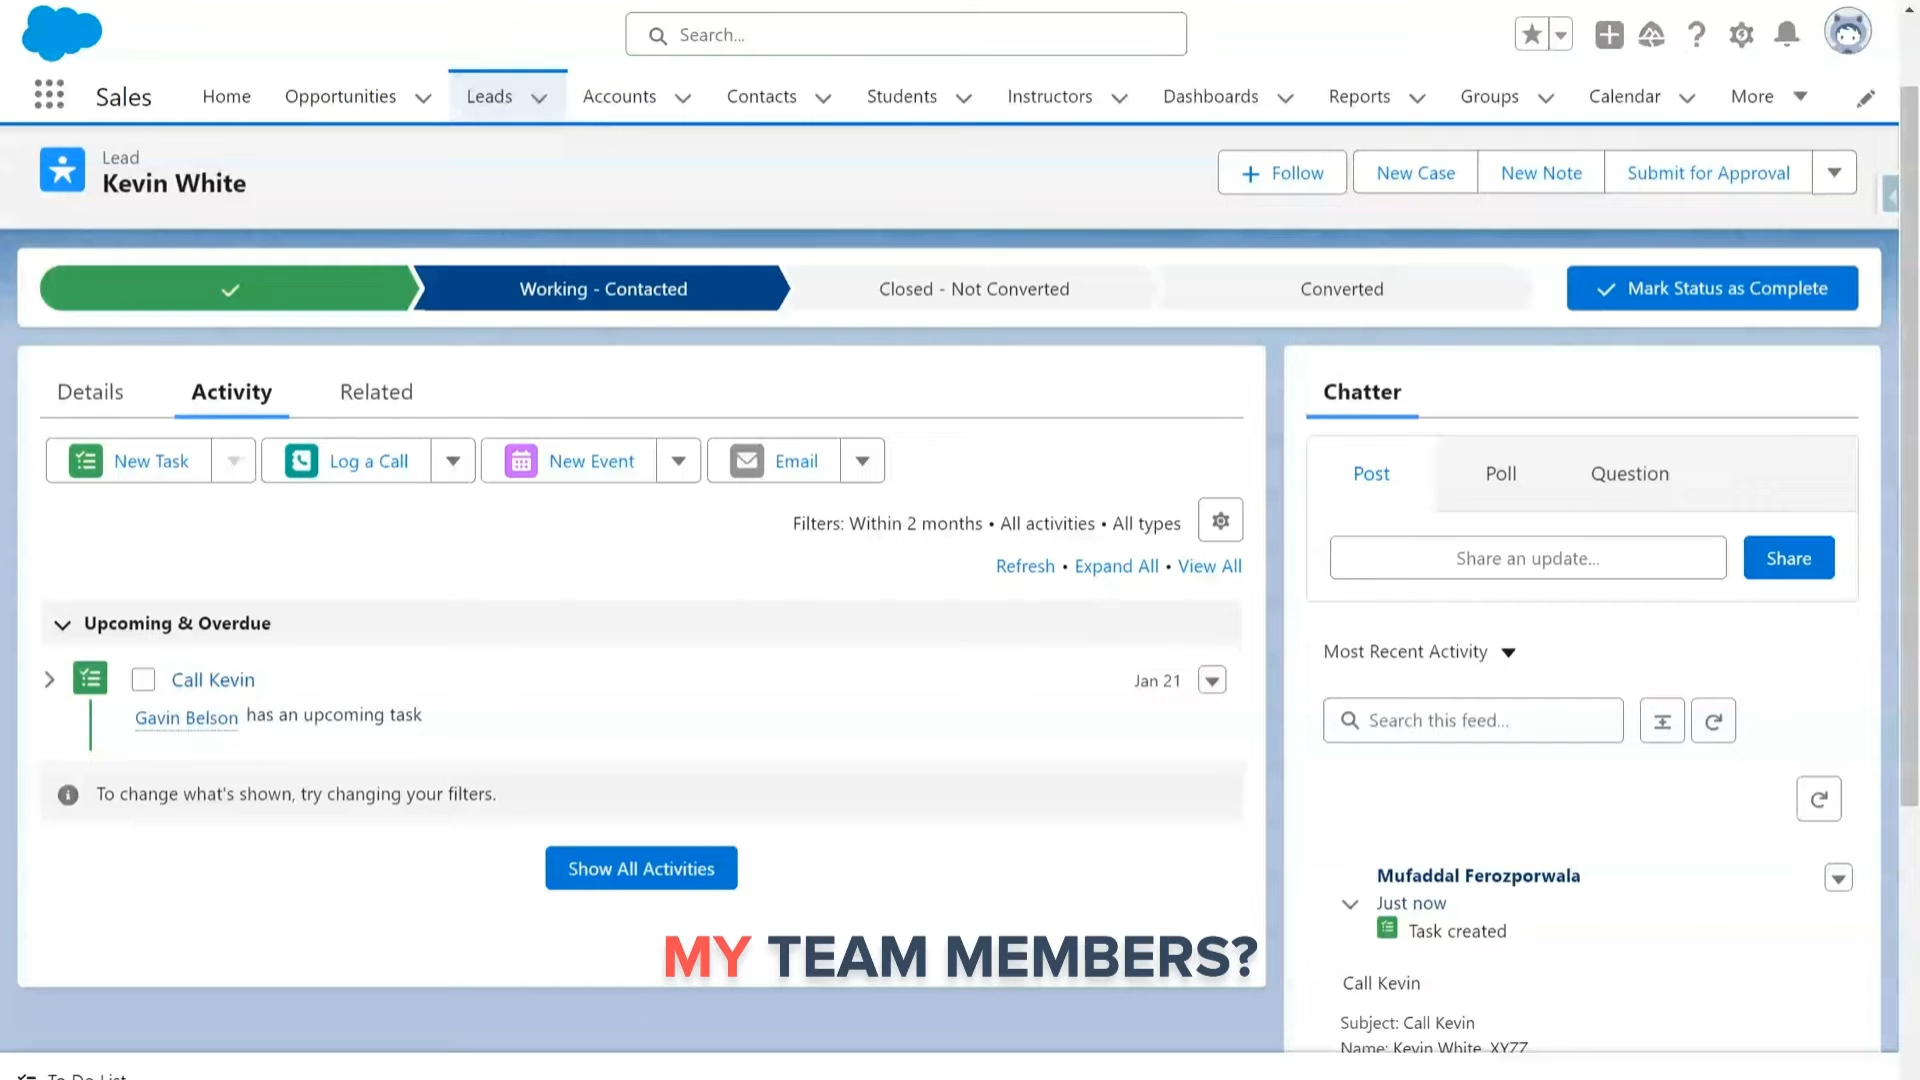 Search...
Sales Home Opportunities Leads Accounts Contacts Students Instructors Dashboards Reports Groups Calendar More
Lead
Kevin White
Follow New Case New Note Submit for Approval
Working - Contacted Closed - Not Converted Converted Mark Status as Complete
Details Activity Related
New Task Log a Call New Event Email
Filters: Within 2 months • All activities • All types
Refresh • Expand All • View All
Upcoming & Overdue
Call Kevin Jan 21
Gavin Belson has an upcoming task
To change what's shown, try changing your filters.
Show All Activities
Chatter
Post Poll Question
Share an update... Share
Most Recent Activity
Search this feed...
Mufaddal Ferozporwala
Just now
Task created
Call Kevin
Subject: Call Kevin
Name: Kevin White, XYZZ
MY TEAM MEMBERS?
To Do List